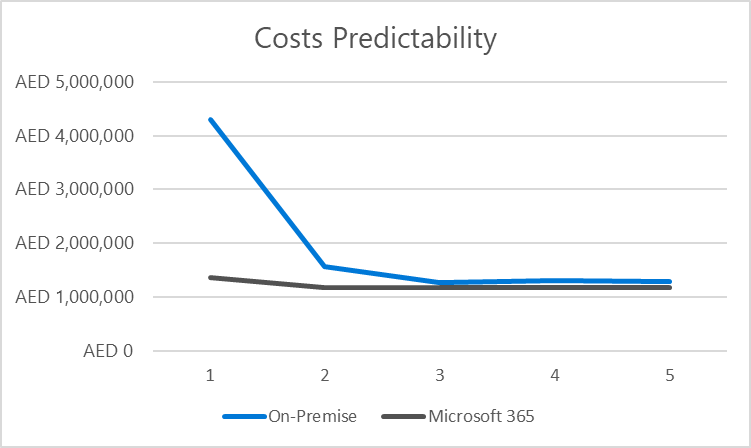 Costs Predictability
AED 5,000,000
AED 4,000,000
AED 3,000,000
AED 2,000,000
AED 1,000,000
AED 0
1 2 3 4 5
On-Premise Microsoft 365